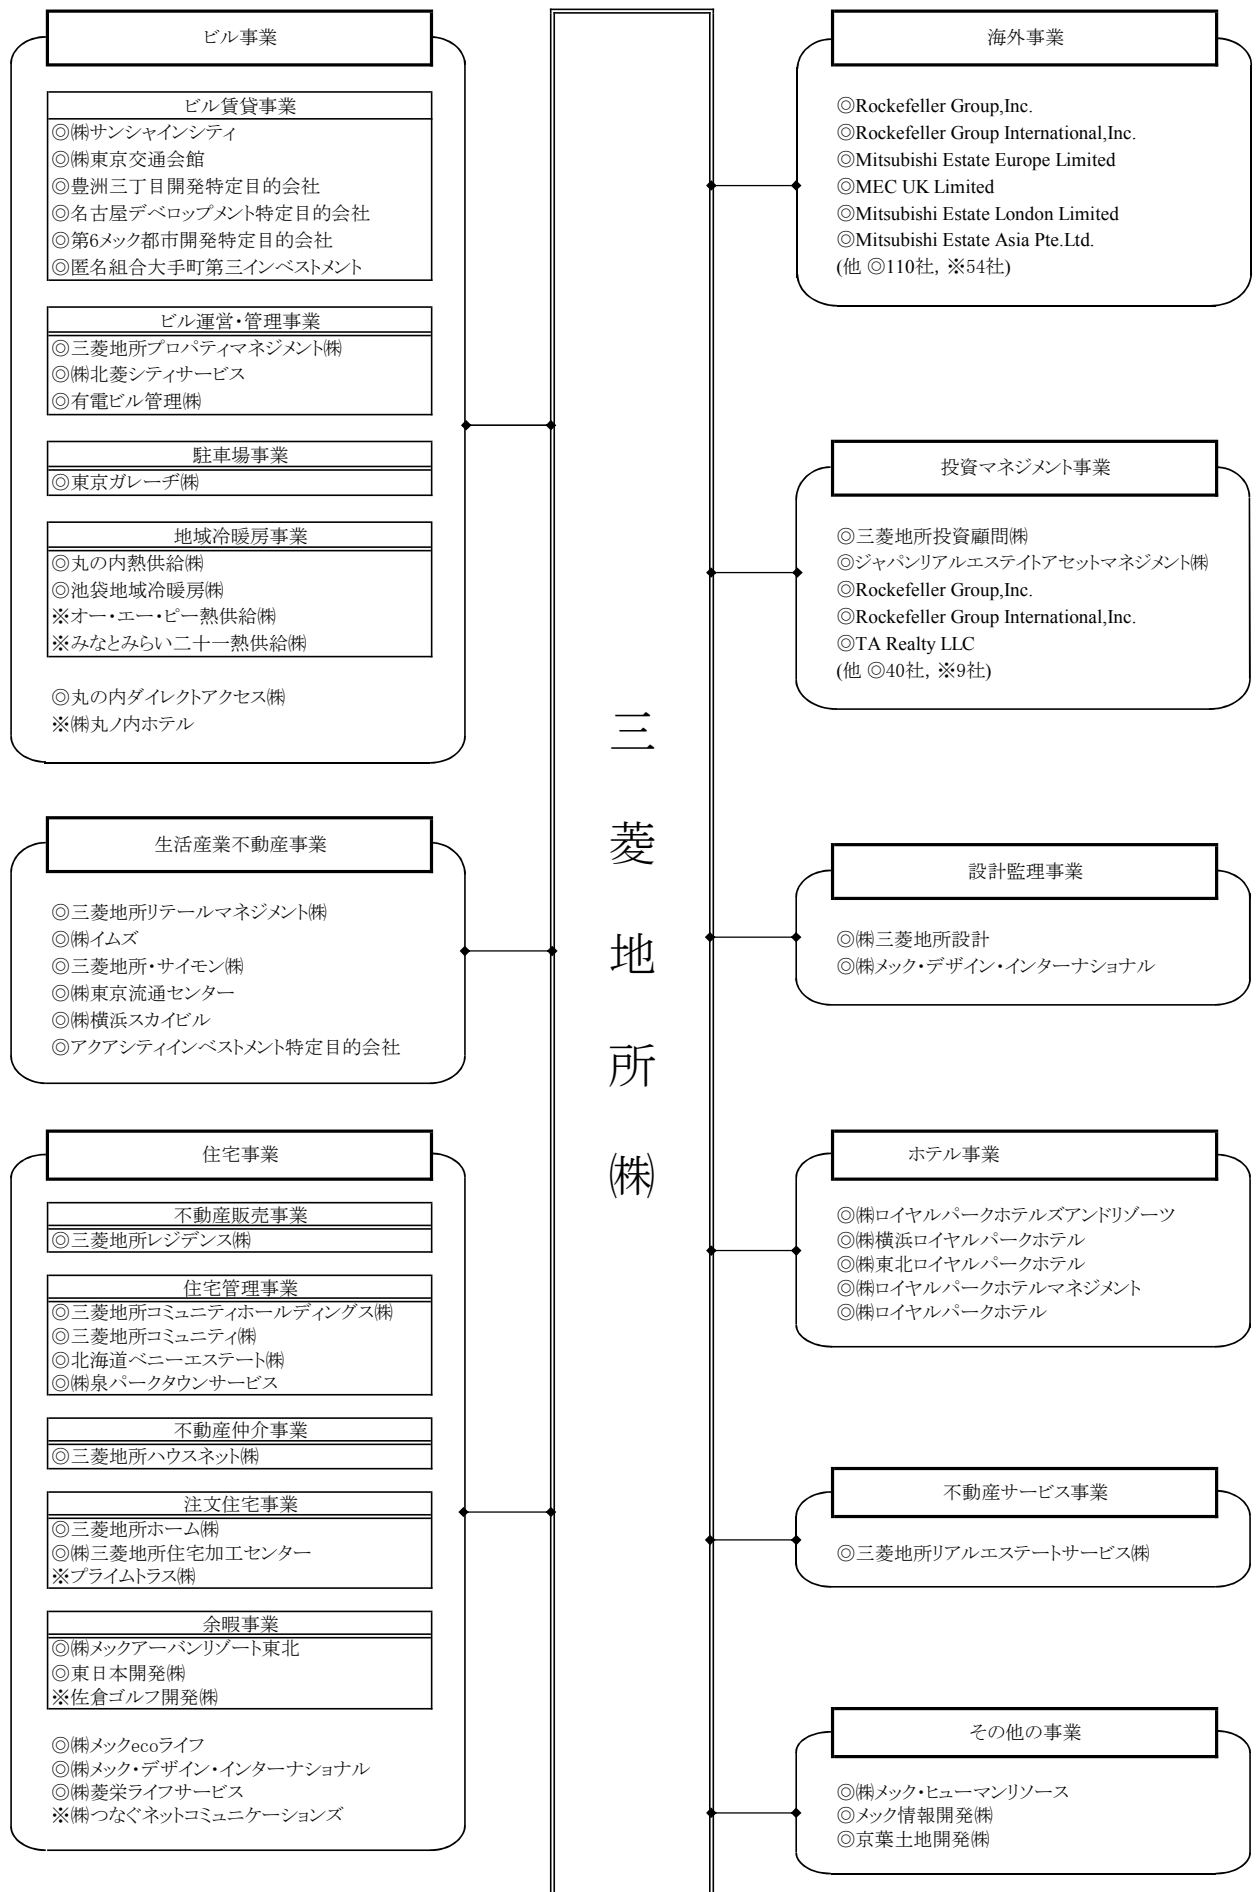 ビル事業
ビル賃貸事業
◎㈱サンシャインシティ
◎㈱東京交通会館
◎豊洲三丁目開発特定目的会社
◎名古屋デベロップメント特定目的会社
◎第6メック都市開発特定目的会社
◎匿名組合大手町第三インベストメント
ビル運営・管理事業
◎三菱地所プロパティマネジメント㈱
◎㈱北菱シティサービス
◎有電ビル管理㈱
駐車場事業
◎東京ガレーヂ㈱
地域冷暖房事業
◎丸の内熱供給㈱
◎池袋地域冷暖房㈱
※オー・エー・ピー熱供給㈱
※みなとみらい二十一熱供給㈱
◎丸の内ダイレクトアクセス㈱
※㈱丸ノ内ホテル
生活産業不動産事業
◎三菱地所リテールマネジメント㈱
◎㈱イムズ
◎三菱地所・サイモン㈱
◎㈱東京流通センター
◎㈱横浜スカイビル
◎アクアシティインベストメント特定目的会社
住宅事業
不動産販売事業
◎三菱地所レジデンス㈱
住宅管理事業
◎三菱地所コミュニティホールディングス㈱
◎三菱地所コミュニティ㈱
◎北海道ベニーエステート㈱
◎㈱泉パークタウンサービス
不動産仲介事業
◎三菱地所ハウスネット㈱
注文住宅事業
◎三菱地所ホーム㈱
◎㈱三菱地所住宅加工センター
※プライムトラス㈱
余暇事業
◎㈱メックアーバンリゾート東北
◎東日本開発㈱
※佐倉ゴルフ開発㈱
◎㈱メックecoライフ
◎㈱メック・デザイン・インターナショナル
◎㈱菱栄ライフサービス
※㈱つなぐネットコミュニケーションズ
三菱地所㈱
海外事業
◎Rockefeller Group,Inc.
◎Rockefeller Group International,Inc.
◎Mitsubishi Estate Europe Limited
◎MEC UK Limited
◎Mitsubishi Estate London Limited
◎Mitsubishi Estate Asia Pte.Ltd.
(他 ◎110社, ※54社)
投資マネジメント事業
◎三菱地所投資顧問㈱
◎ジャパンリアルエステイトアセットマネジメント㈱
◎Rockefeller Group,Inc.
◎Rockefeller Group International,Inc.
◎TA Realty LLC
(他 ◎40社, ※9社)
設計監理事業
◎㈱三菱地所設計
◎㈱メック・デザイン・インターナショナル
ホテル事業
◎㈱ロイヤルパークホテルズアンドリゾーツ
◎㈱横浜ロイヤルパークホテル
◎㈱東北ロイヤルパークホテル
◎㈱ロイヤルパークホテルマネジメント
◎㈱ロイヤルパークホテル
不動産サービス事業
◎三菱地所リアルエステートサービス㈱
その他の事業
◎㈱メック・ヒューマンリソース
◎メック情報開発㈱
◎京葉土地開発㈱